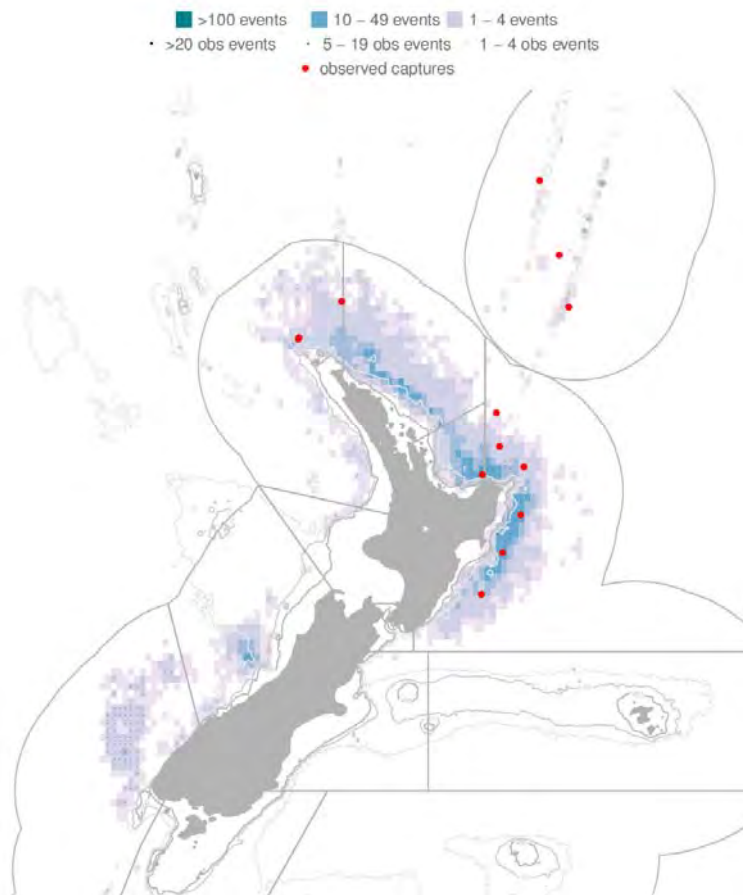 >100 events 10 – 49 events 1 – 4 events
>20 obs events 5 – 19 obs events 1 – 4 obs events
observed captures